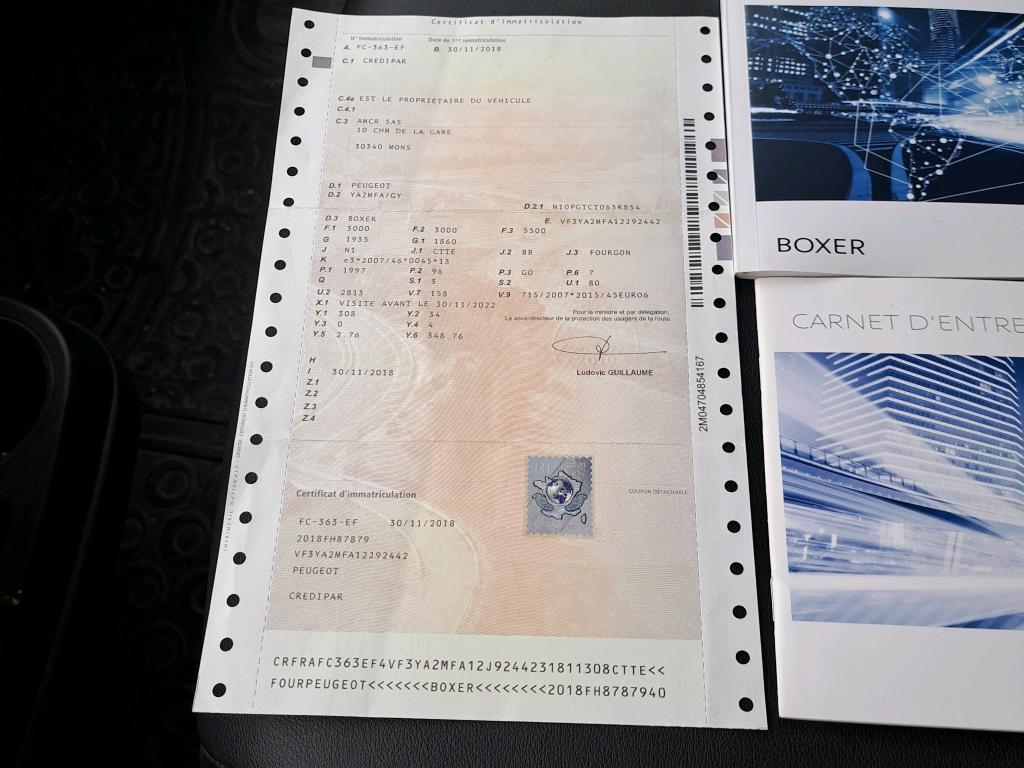 Certificat d'immatriculation
N° Immatriculation Date de 1ère immatriculation
A. FC-363-EF B. 30/11/2018
C.1 CREDIPAR
C.4a EST LE PROPRIÉTAIRE DU VÉHICULE
C.4.1
C.3 AMCR SAS
10 CHM DE LA GARE
30340 MONS
D.1 PEUGEOT
D.2 YA2MFA/GY
D.2.1 N10PGTCT063R854
D.3 BOXER E. VF3YA2MFA12J92442
F.1 3000 F.2 3000 F.3 5500
G 1935 G.1 1860
J N1 J.1 CTTE J.2 BB J.3 FOURGON
K e3*2007/46*0045*13
P.1 1997 P.2 96 P.3 GO P.6 7
Q S.1 3 S.2 U.1 80
U.2 2813 V.7 158 V.9 715/2007*2015/45EURO6
X.1 VISITE AVANT LE 30/11/2022
Y.1 308 Y.2 34
Y.3 0 Y.4 4
Y.5 2.76 Y.6 348.76
Pour le ministre et par délégation,
Le sous-directeur de la protection des usagers de la route
Ludovic GUILLAUME
H
I 30/11/2018
Z.1
Z.2
Z.3
Z.4
2M04704854167
Certificat d'immatriculation
COUPON DÉTACHABLE
FC-363-EF 30/11/2018
2018FH87879
VF3YA2MFA12J92442
PEUGEOT
CREDIPAR
CRFRAFC363EF4VF3YA2MFA12J9244231811308CTTE<<
FOURPEUGEOT<<<<<<<BOXER<<<<<<<<2018FH8787940
BOXER
CARNET D'ENTRE